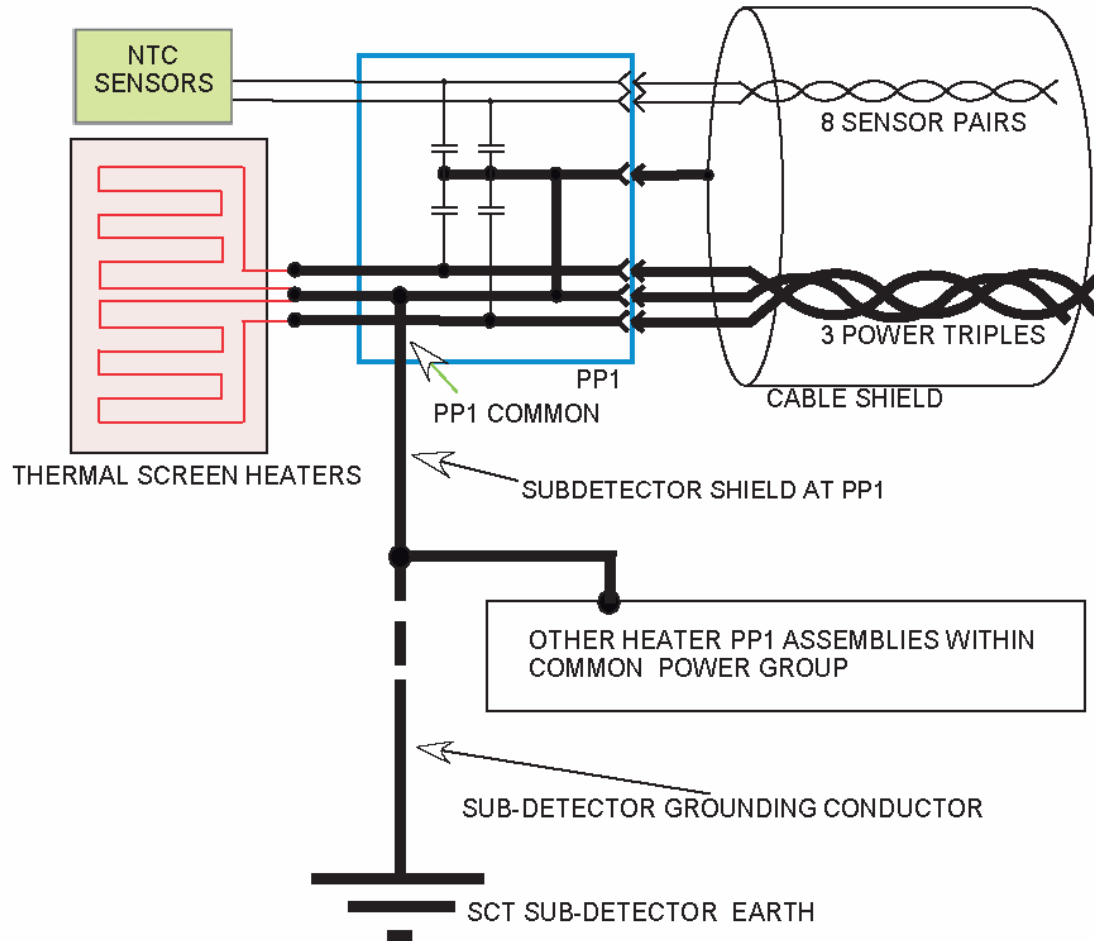 NTC
SENSORS
8 SENSOR PAIRS
3 POWER TRIPLES
PP1
CABLE SHIELD
PP1 COMMON
THERMAL SCREEN HEATERS
SUBDETECTOR SHIELD AT PP1
OTHER HEATER PP1 ASSEMBLIES WITHIN
COMMON POWER GROUP
SUB-DETECTOR GROUNDING CONDUCTOR
SCT SUB-DETECTOR EARTH